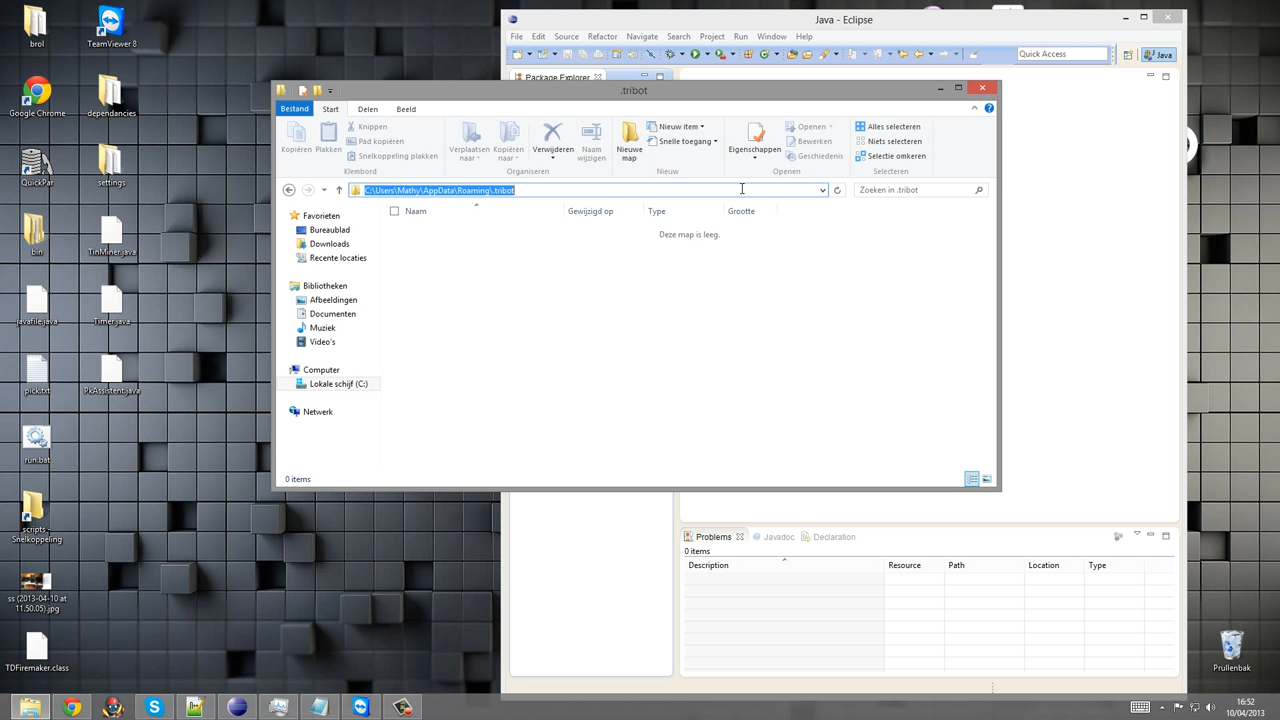 brol
TeamViewer 8
Google Chrome
dependancies
QuickPar
settings
bin
TinMiner.java
javafile.java
Timer.java
plck.txt
PkAssistent.java
run.bat
scripts -
Snelkoppeling
ss (2013-04-10 at
11.50.05).jpg
TDFiremaker.class
Java - Eclipse
File Edit Source Refactor Navigate Search Project Run Window Help
Quick Access
Java
Package Explorer
.tribot
Bestand Start Delen Beeld
Kopiëren
Plakken
Knippen
Pad kopiëren
Snelkoppeling plakken
Klembord
Verplaatsen
naar
Kopiëren
naar
Verwijderen
Naam
wijzigen
Organiseren
Nieuwe
map
Nieuw item
Snelle toegang
Nieuw
Eigenschappen
Openen
Bewerken
Geschiedenis
Openen
Alles selecteren
Niets selecteren
Selectie omkeren
Selecteren
C:\Users\Mathy\AppData\Roaming\.tribot
Zoeken in .tribot
Naam Gewijzigd op Type Grootte
Deze map is leeg.
Favorieten
Bureaublad
Downloads
Recente locaties
Bibliotheken
Afbeeldingen
Documenten
Muziek
Video's
Computer
Lokale schijf (C:)
Netwerk
0 items
Problems Javadoc Declaration
0 items
Description Resource Path Location Type
Prullenbak
16:52
10/04/2013